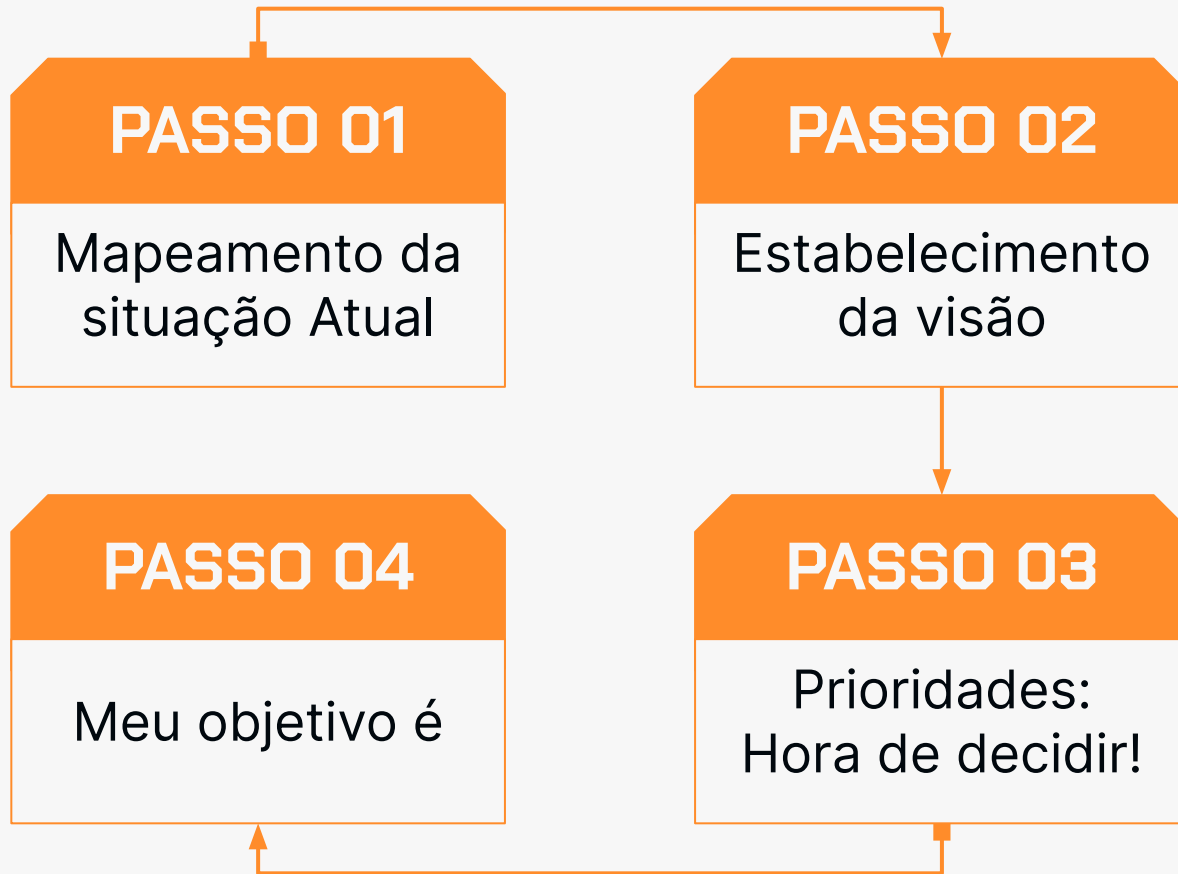 PASSO 01
Mapeamento da
situação Atual
PASSO 02
Estabelecimento
da visão
PASSO 03
Prioridades:
Hora de decidir!
PASSO 04
Meu objetivo é